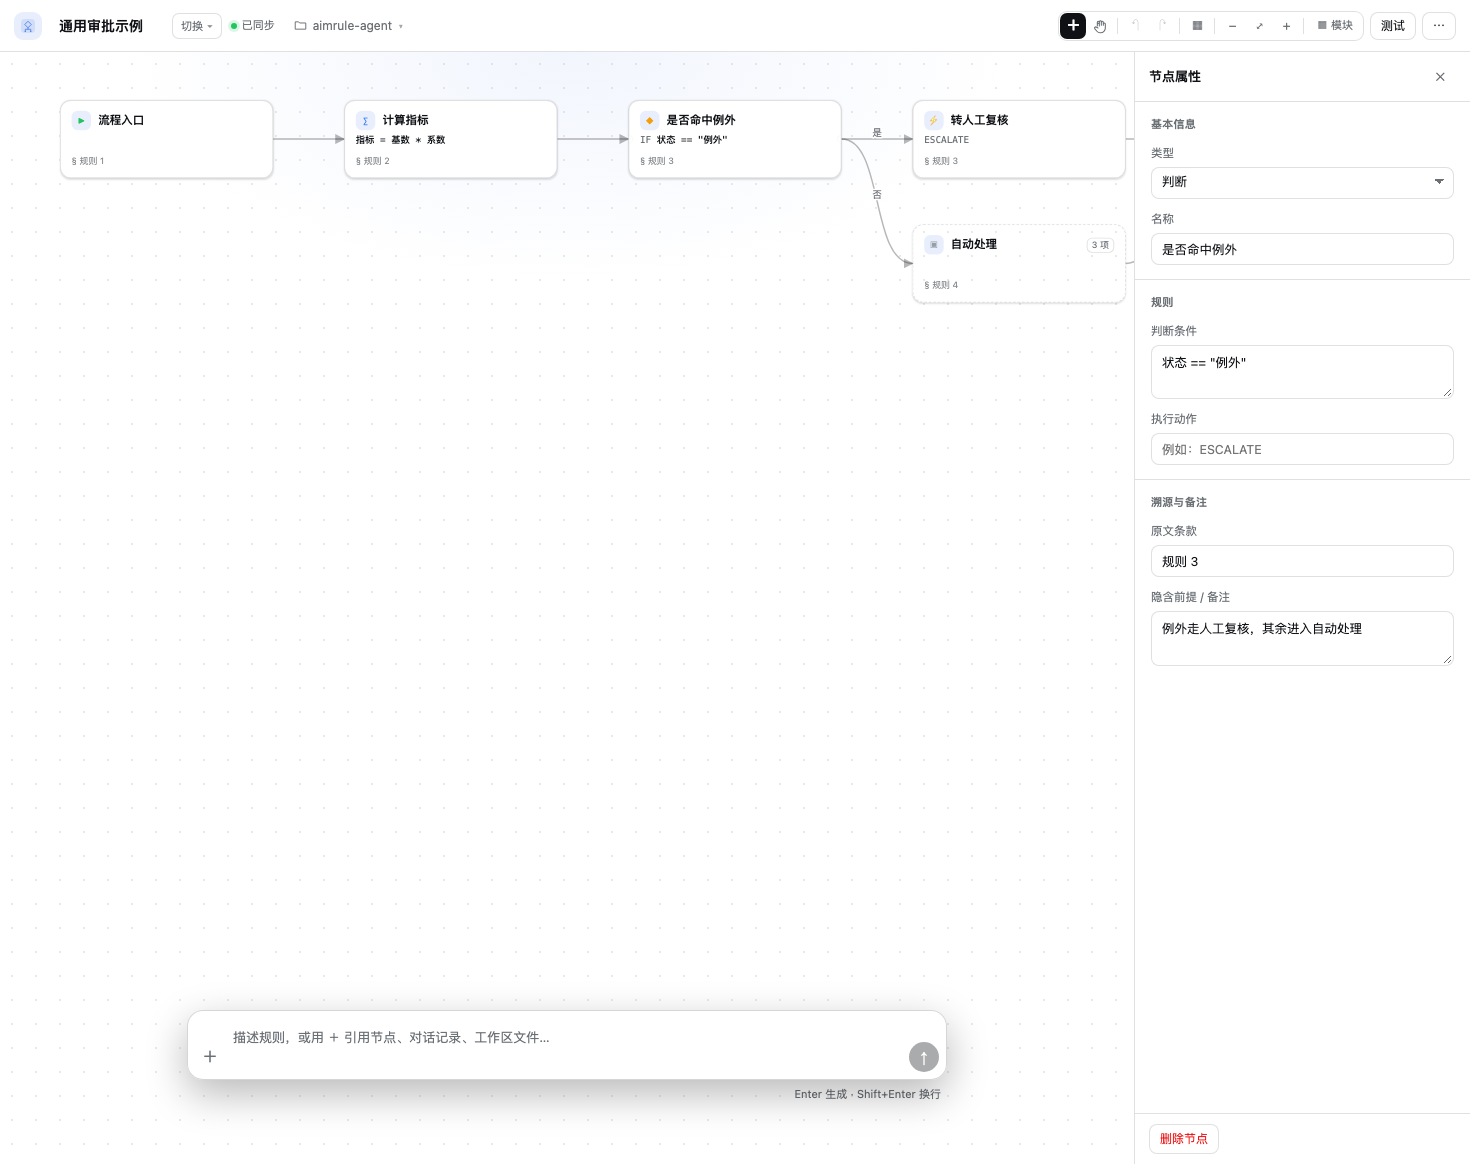 通用审批示例
切换
已同步
aimrule-agent
模块
测试
流程入口
§ 规则 1
计算指标
指标 = 基数 * 系数
§ 规则 2
是否命中例外
IF 状态 == "例外"
§ 规则 3
是
否
转人工复核
ESCALATE
§ 规则 3
自动处理
3 项
§ 规则 4
节点属性
基本信息
类型
判断
名称
是否命中例外
规则
判断条件
状态 == "例外"
执行动作
例如：ESCALATE
溯源与备注
原文条款
规则 3
隐含前提 / 备注
例外走人工复核，其余进入自动处理
描述规则，或用 + 引用节点、对话记录、工作区文件...
Enter 生成 · Shift+Enter 换行
删除节点